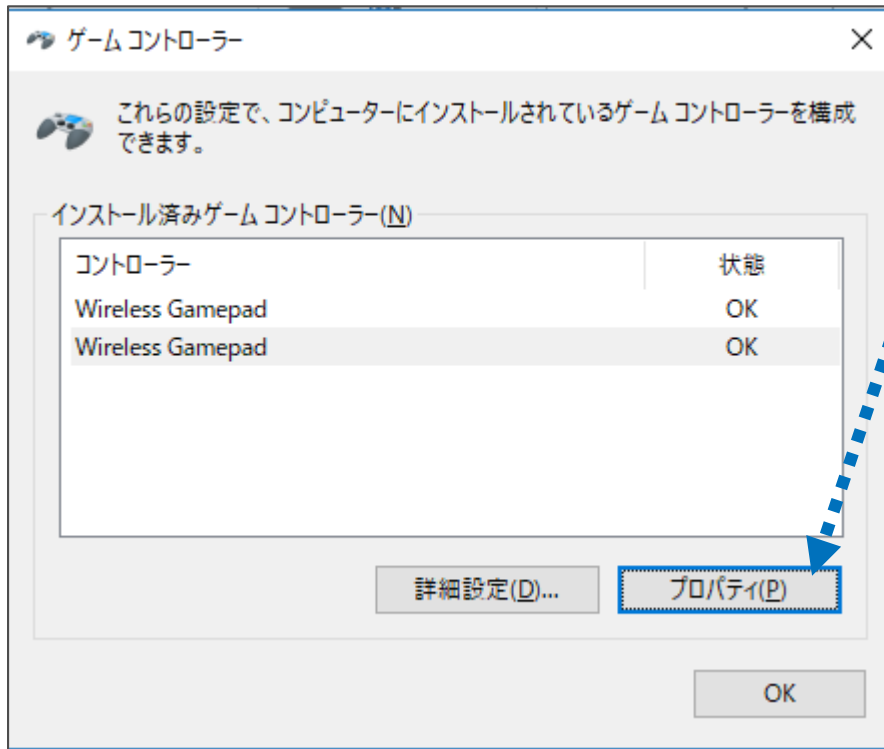 ゲーム コントローラー
これらの設定で、コンピューターにインストールされているゲーム コントローラーを構成
できます。
インストール済みゲーム コントローラー(N)
コントローラー 状態
Wireless Gamepad OK
Wireless Gamepad OK
詳細設定(D)... プロパティ(P)
OK